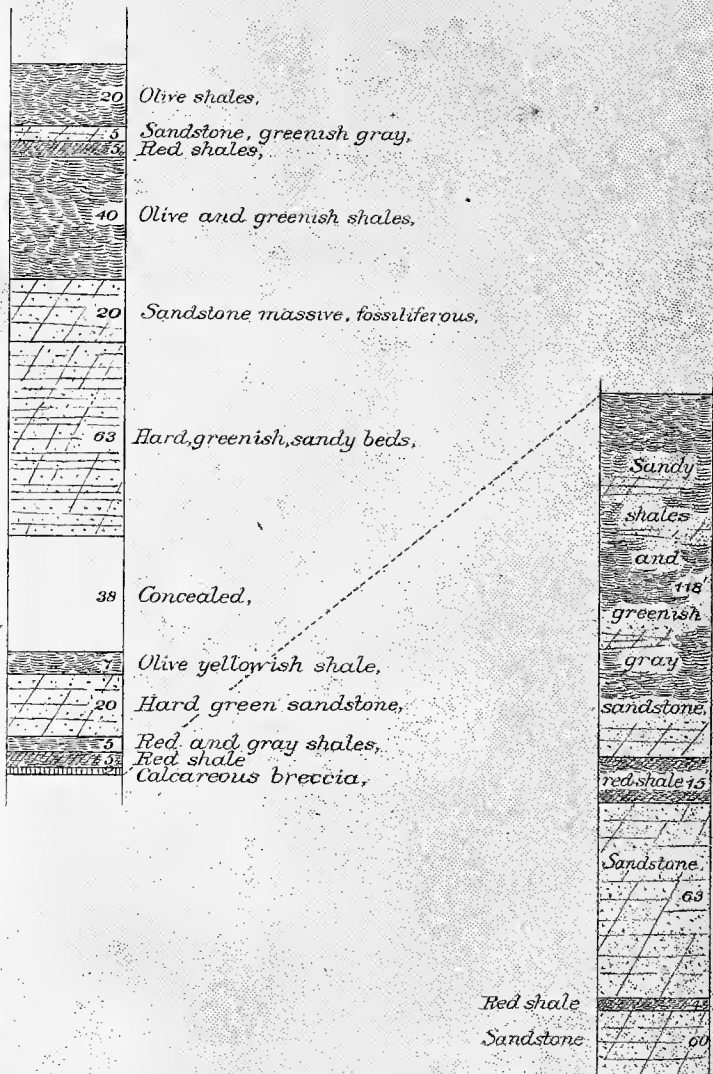 20 Olive shales,
5 Sandstone, greenish gray,
5 Red shales,
40 Olive and greenish shales,
20 Sandstone massive, fossiliferous,
63 Hard, greenish, sandy beds,
38 Concealed,
7 Olive yellowish shale,
20 Hard green sandstone,
5 Red and gray shales,
5 Red shale
2 Calcareous breccia,
Sandy
shales
and
118'
greenish
gray
sandstone,
red shale 15
Sandstone,
63
Red shale
Sandstone 60